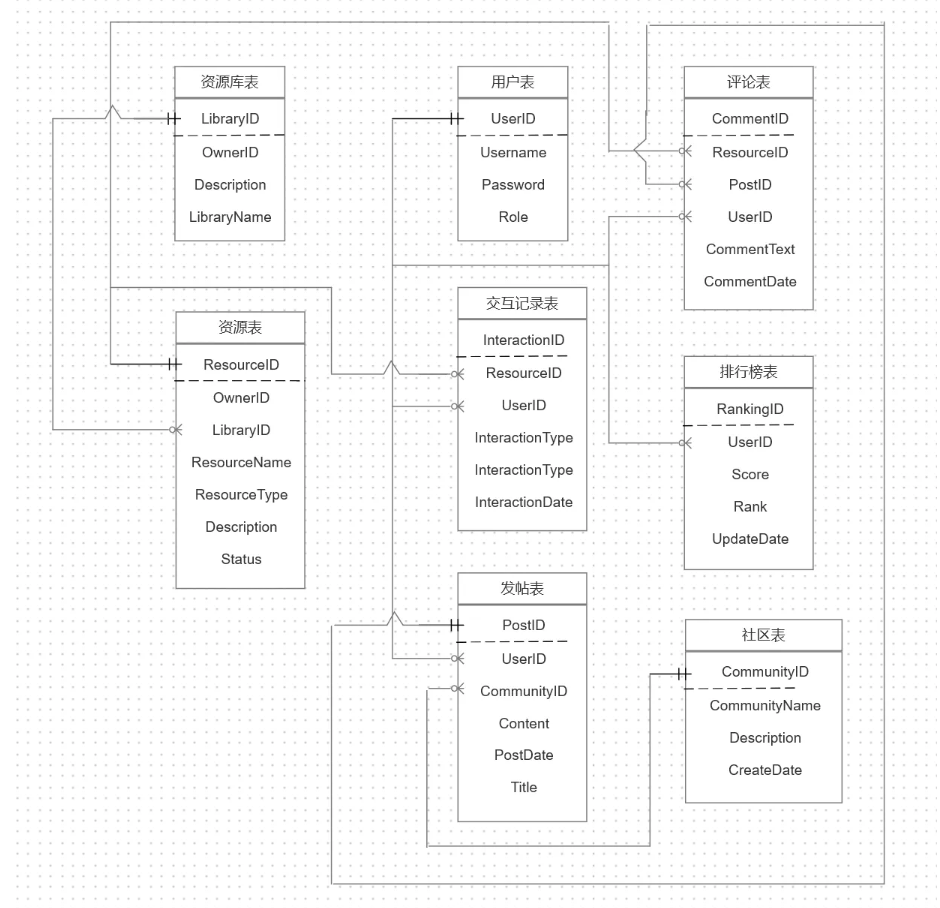 资源库表
LibraryID
OwnerID
Description
LibraryName
用户表
UserID
Username
Password
Role
评论表
CommentID
ResourceID
PostID
UserID
CommentText
CommentDate
资源表
ResourceID
OwnerID
LibraryID
ResourceName
ResourceType
Description
Status
交互记录表
InteractionID
ResourceID
UserID
InteractionType
InteractionType
InteractionDate
排行榜表
RankingID
UserID
Score
Rank
UpdateDate
发帖表
PostID
UserID
CommunityID
Content
PostDate
Title
社区表
CommunityID
CommunityName
Description
CreateDate